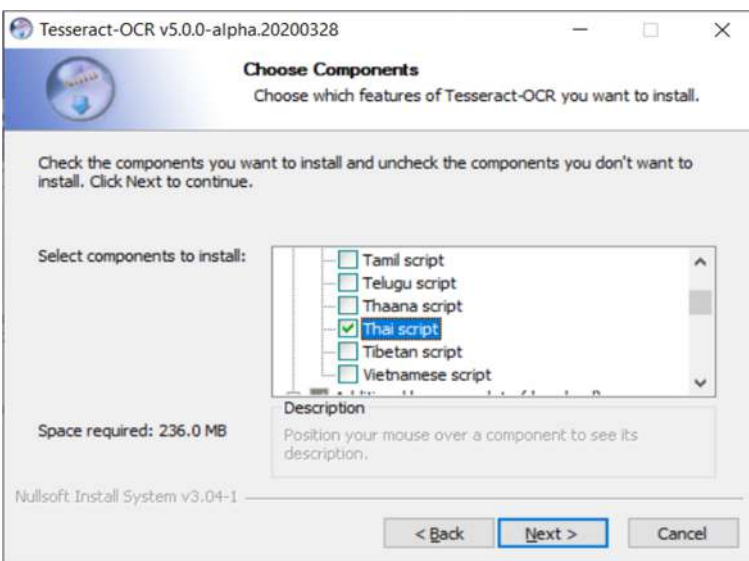 Tesseract-OCR v5.0.0-alpha.20200328
Choose Components
Choose which features of Tesseract-OCR you want to install.
Check the components you want to install and uncheck the components you don't want to
install. Click Next to continue.
Select components to install:
Tamil script
Telugu script
Thaana script
Thai script
Tibetan script
Vietnamese script
Space required: 236.0 MB
Description
Position your mouse over a component to see its
description.
Nullsoft Install System v3.04-1
< Back
Next >
Cancel